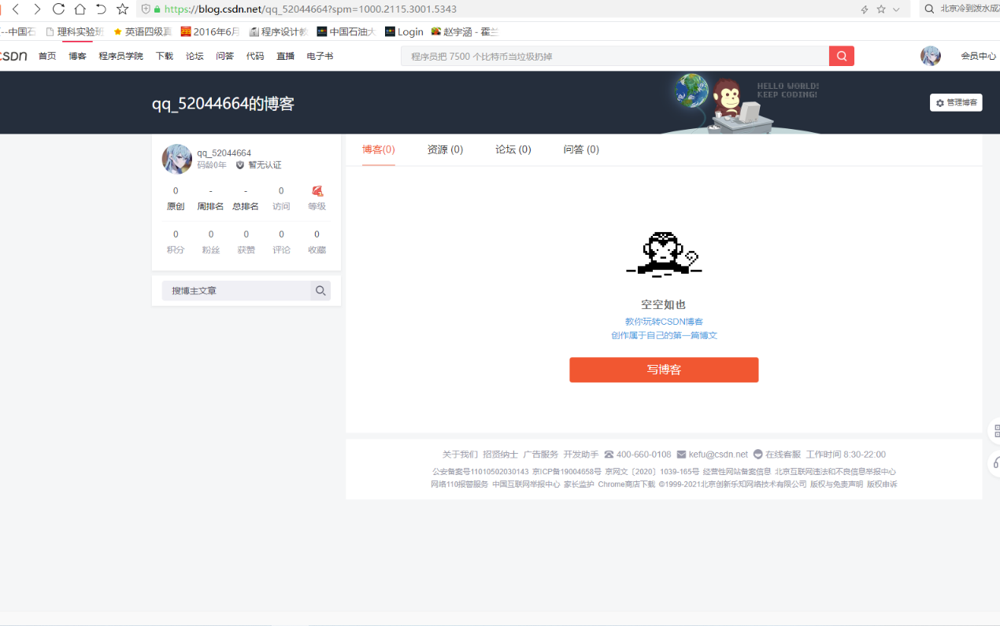 https://blog.csdn.net/qq_52044664?spm=1000.2115.3001.5343
北京冷到泼水成冰
--中国石 理科实验班 英语四级真 2016年6月 程序设计教 中国石油大 Login 赵宇涵 - 霍兰
CSDN 首页 博客 程序员学院 下载 论坛 问答 代码 直播 电子书 程序员把 7500 个比特币当垃圾扔掉 会员中心
HELLO WORLD!
KEEP CODING!
qq_52044664的博客
管理博客
qq_52044664
码龄0年 暂无认证
0 - - 0
原创 周排名 总排名 访问 等级
0 0 0 0 0
积分 粉丝 获赞 评论 收藏
搜博主文章
博客(0) 资源 (0) 论坛 (0) 问答 (0)
空空如也
教你玩转CSDN博客
创作属于自己的第一篇博文
写博客
关于我们 招贤纳士 广告服务 开发助手 400-660-0108 kefu@csdn.net 在线客服 工作时间 8:30-22:00
公安备案号11010502030143 京ICP备19004658号 京网文〔2020〕1039-165号 经营性网站备案信息 北京互联网违法和不良信息举报中心
网络110报警服务 中国互联网举报中心 家长监护 Chrome商店下载 ©1999-2021北京创新乐知网络技术有限公司 版权与免责声明 版权申诉